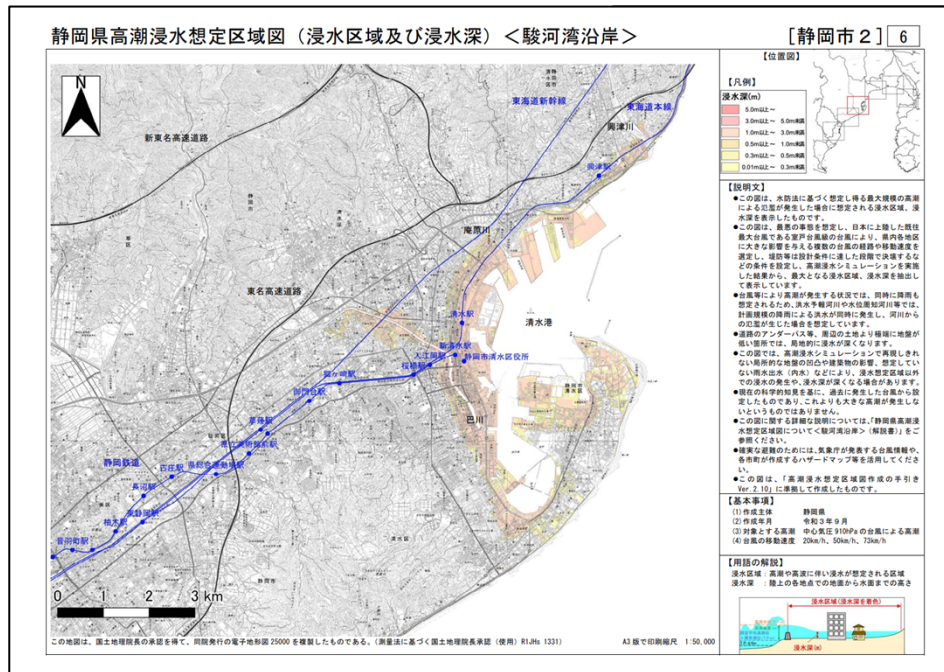 静岡県高潮浸水想定区域図（浸水区域及び浸水深）＜駿河湾沿岸＞
[静岡市２] 6
N
新東名高速道路
東海道新幹線
東海道本線
興津川
興津駅
庵原川
東名高速道路
清水駅
清水港
新清水駅
入江岡駅
静岡市清水区役所
桜橋駅
狐ヶ崎駅
御門台駅
巴川
草薙駅
県立美術館前駅
静岡鉄道
県総合運動場駅
古庄駅
長沼駅
東静岡駅
柚木駅
音羽町駅
0 1 2 3 km
この地図は、国土地理院長の承認を得て、同院発行の電子地形図25000を複製したものである。（測量法に基づく国土地理院長承認（使用）R1JHs 1331）
A3版で印刷縮尺 1:50,000
【位置図】
【凡例】
浸水深(m)
5.0m以上～
3.0m以上～ 5.0m未満
1.0m以上～ 3.0m未満
0.5m以上～ 1.0m未満
0.3m以上～ 0.5m未満
0.01m以上～ 0.3m未満
【説明文】
●この図は、水防法に基づく想定し得る最大規模の高潮
による氾濫が発生した場合に想定される浸水区域、浸
水深を表示したものです。
●この図は、最悪の事態を想定し、日本に上陸した既往
最大台風である室戸台風級の台風により、県内各地区
に大きな影響を与える複数の台風の経路や移動速度を
選定し、堤防等は設計条件に達した段階で決壊するな
どの条件を設定し、高潮浸水シミュレーションを実施
した結果から、最大となる浸水区域、浸水深を抽出し
て表示しています。
●台風等により高潮が発生する状況では、同時に降雨も
想定されるため、洪水予報河川や水位周知河川等では、
計画規模の降雨による洪水が同時に発生し、河川から
の氾濫が生じた場合を想定しています。
●道路のアンダーパス等、周辺の土地より極端に地盤が
低い箇所では、局地的に浸水が深くなります。
●この図では、高潮浸水シミュレーションで再現しきれ
ない局所的な地盤の凹凸や建築物の影響、想定してい
ない雨水出水（内水）などにより、浸水想定区域以外
での浸水の発生や、浸水深が深くなる場合があります。
●現在の科学的知見を基に、過去に発生した台風から設
定したものであり、これよりも大きな高潮が発生しな
いというものではありません。
●この図に関する詳細な説明については、「静岡県高潮浸
水想定区域図について＜駿河湾沿岸＞（解説書）」をご
参照ください。
●確実な避難のためには、気象庁が発表する台風情報や、
各市町が作成するハザードマップ等を活用してくださ
い。
●この図は、「高潮浸水想定区域図作成の手引き
Ver.2.10」に準拠して作成したものです。
【基本事項】
(1)作成主体 静岡県
(2)作成年月 令和３年９月
(3)対象とする高潮 中心気圧910hPaの台風による高潮
(4)台風の移動速度 20km/h、50km/h、73km/h
【用語の解説】
浸水区域：高潮や高波に伴い浸水が想定される区域
浸水深 ：陸上の各地点での地面から水面までの高さ
浸水区域（浸水深を着色）
浸水深(m)